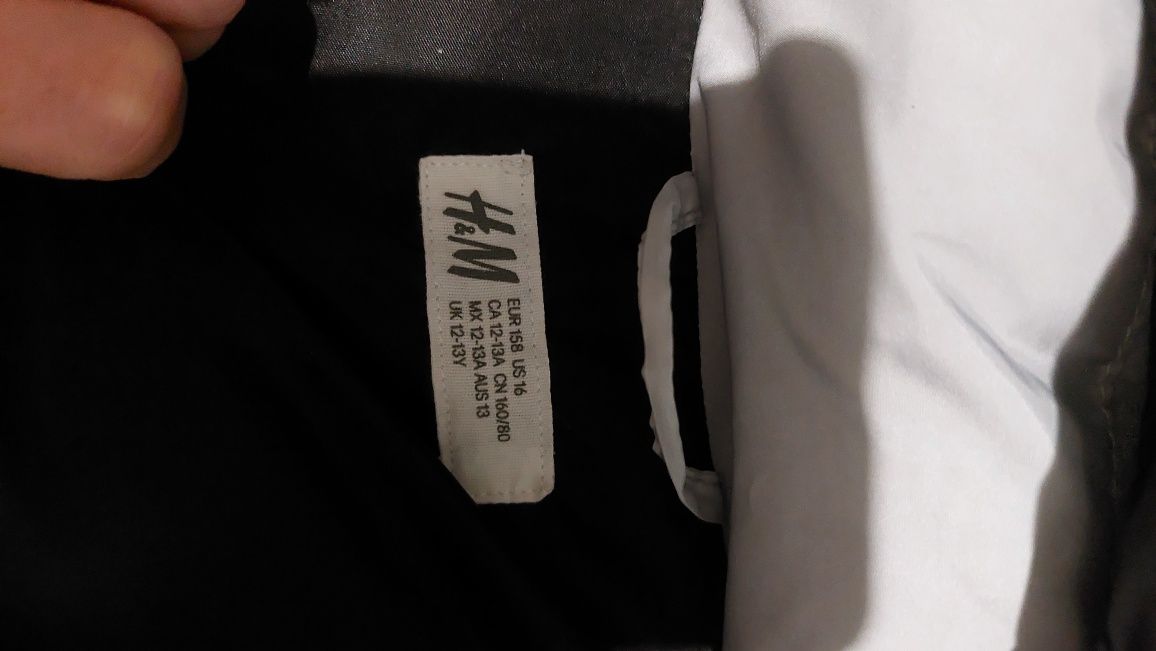 H&M
EUR 158 US 16
CA 12-13A CN 160/80
MX 12-13A AUS 13
UK 12-13Y